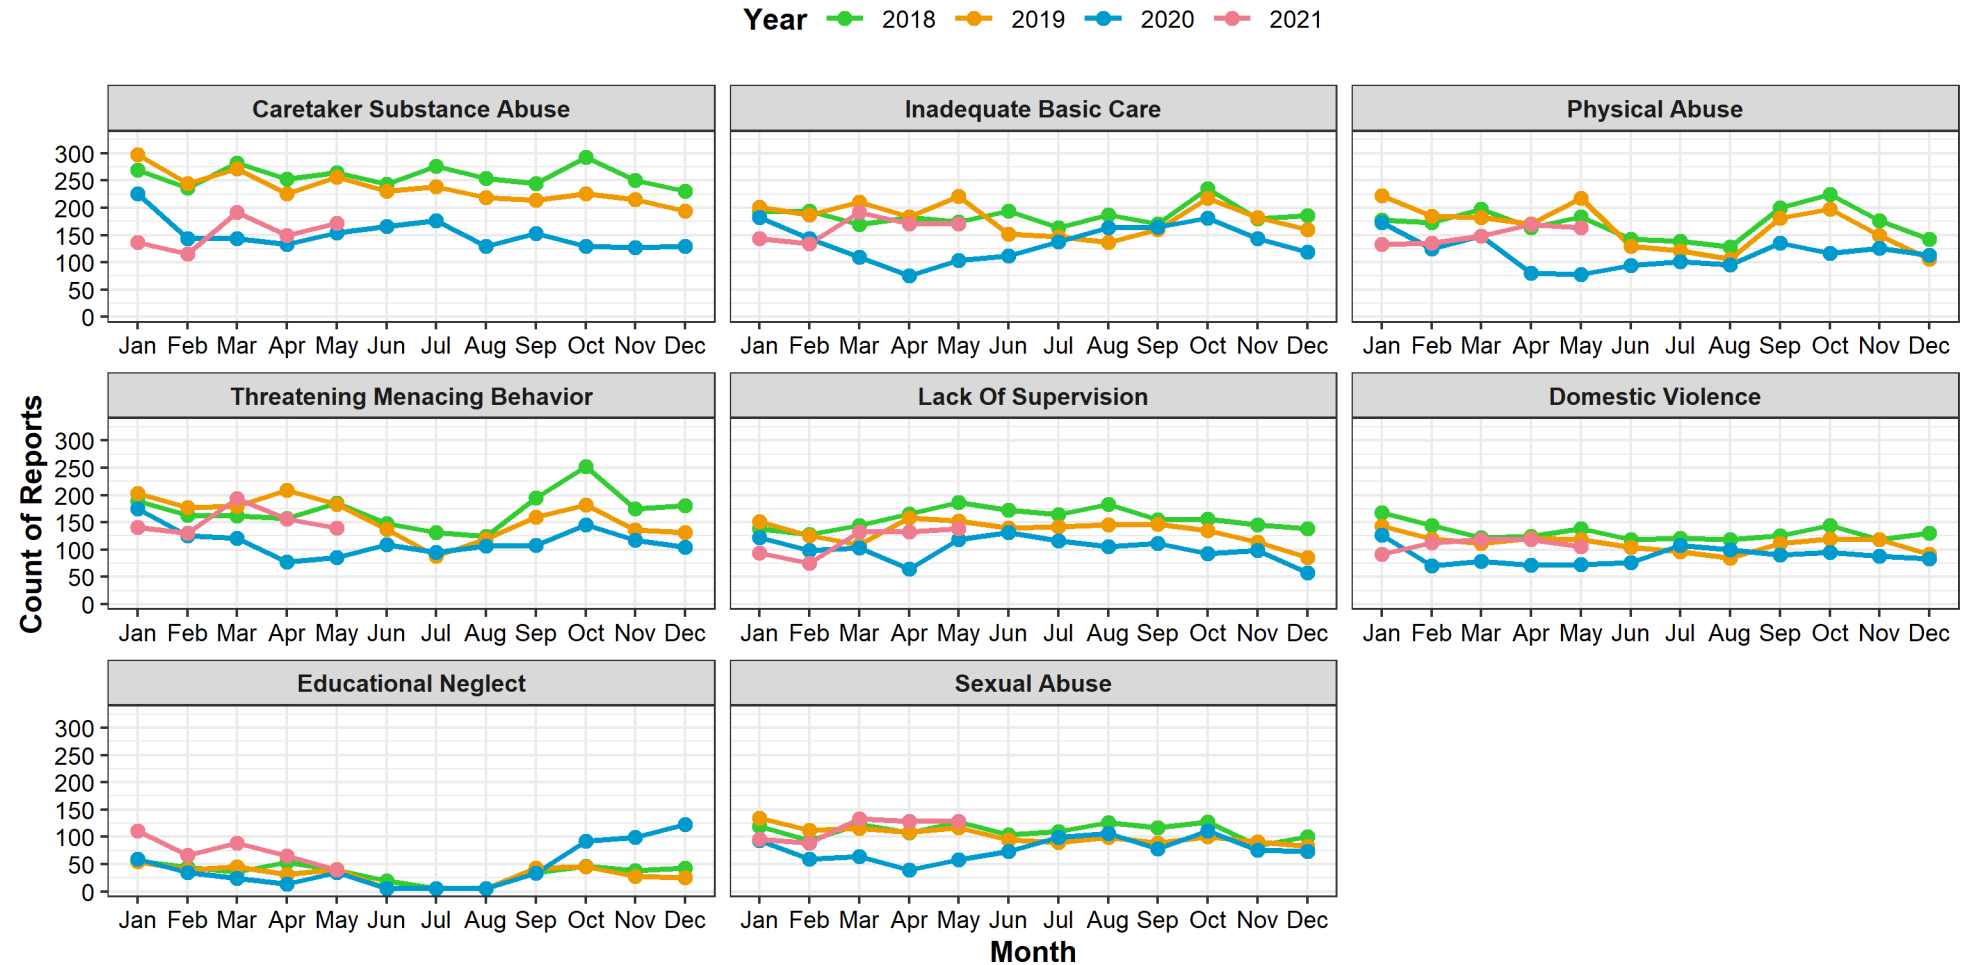 Year 2018 2019 2020 2021
Caretaker Substance Abuse
Inadequate Basic Care
Physical Abuse
300
250
200
150
100
50
0
Jan Feb Mar Apr May Jun Jul Aug Sep Oct Nov Dec
Jan Feb Mar Apr May Jun Jul Aug Sep Oct Nov Dec
Jan Feb Mar Apr May Jun Jul Aug Sep Oct Nov Dec
Count of Reports
Threatening Menacing Behavior
Lack Of Supervision
Domestic Violence
300
250
200
150
100
50
0
Jan Feb Mar Apr May Jun Jul Aug Sep Oct Nov Dec
Jan Feb Mar Apr May Jun Jul Aug Sep Oct Nov Dec
Jan Feb Mar Apr May Jun Jul Aug Sep Oct Nov Dec
Educational Neglect
Sexual Abuse
300
250
200
150
100
50
0
Jan Feb Mar Apr May Jun Jul Aug Sep Oct Nov Dec
Jan Feb Mar Apr May Jun Jul Aug Sep Oct Nov Dec
Month